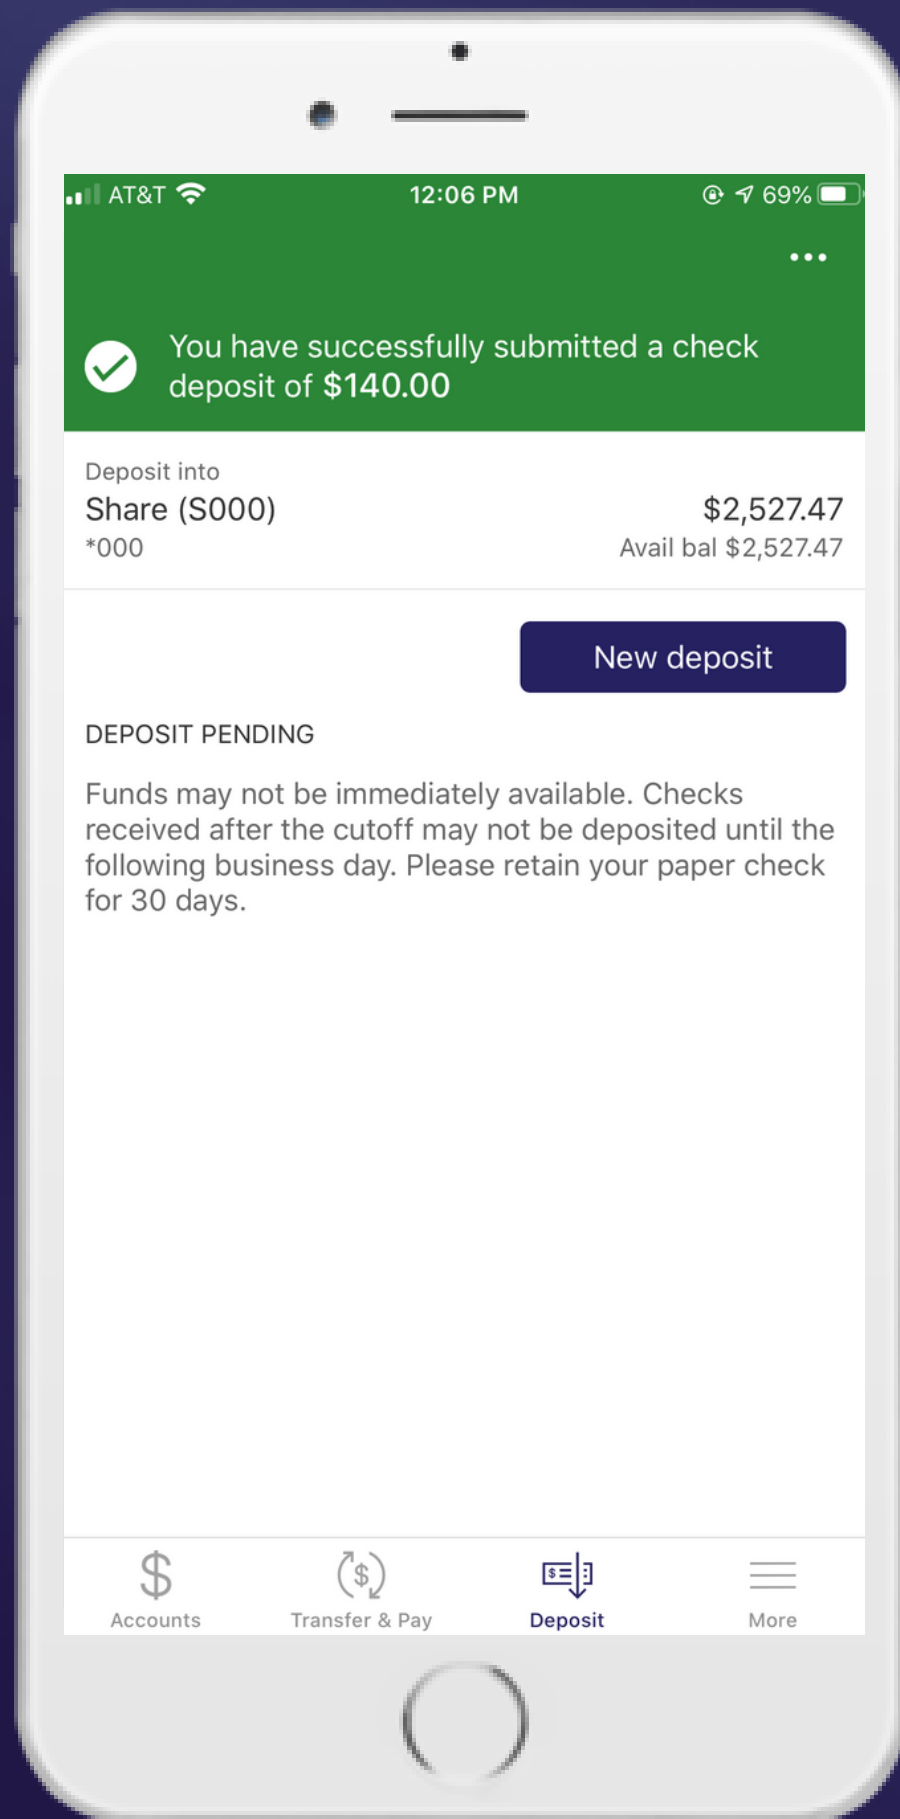 AT&T 12:06 PM 69%
You have successfully submitted a check
deposit of $140.00
Deposit into
Share (S000) $2,527.47
*000 Avail bal $2,527.47
New deposit
DEPOSIT PENDING
Funds may not be immediately available. Checks
received after the cutoff may not be deposited until the
following business day. Please retain your paper check
for 30 days.
Accounts Transfer & Pay Deposit More